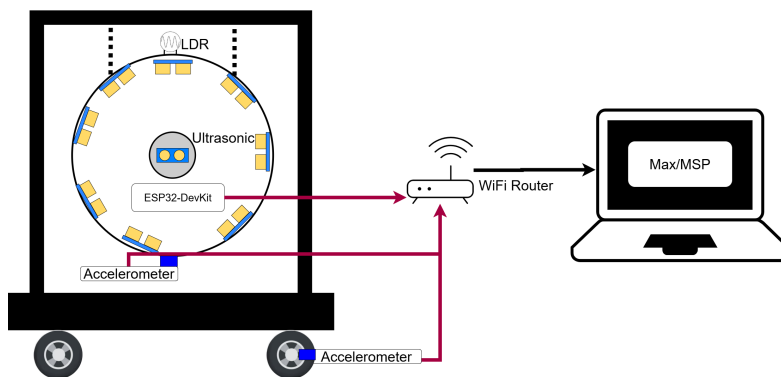 LDR
Ultrasonic
ESP32-DevKit
WiFi Router
Max/MSP
Accelerometer
Accelerometer